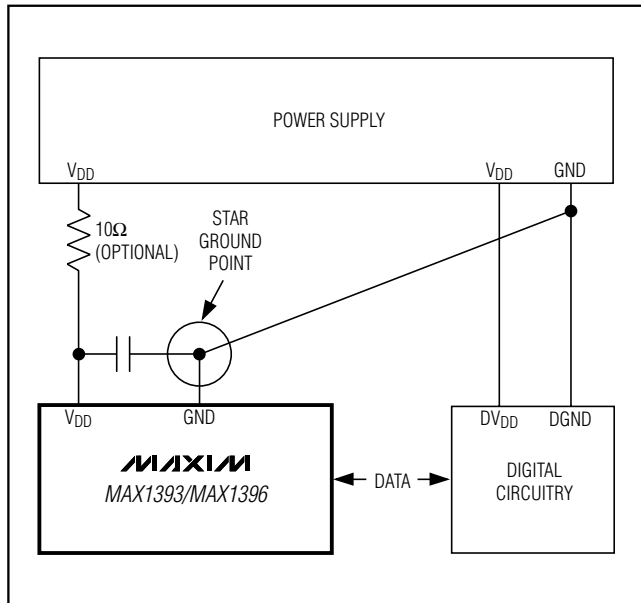 POWER SUPPLY
VDD
VDD
GND
10Ω
(OPTIONAL)
STAR
GROUND
POINT
VDD
GND
MAXIM
MAX1393/MAX1396
DATA
DVDD
DGND
DIGITAL
CIRCUITRY